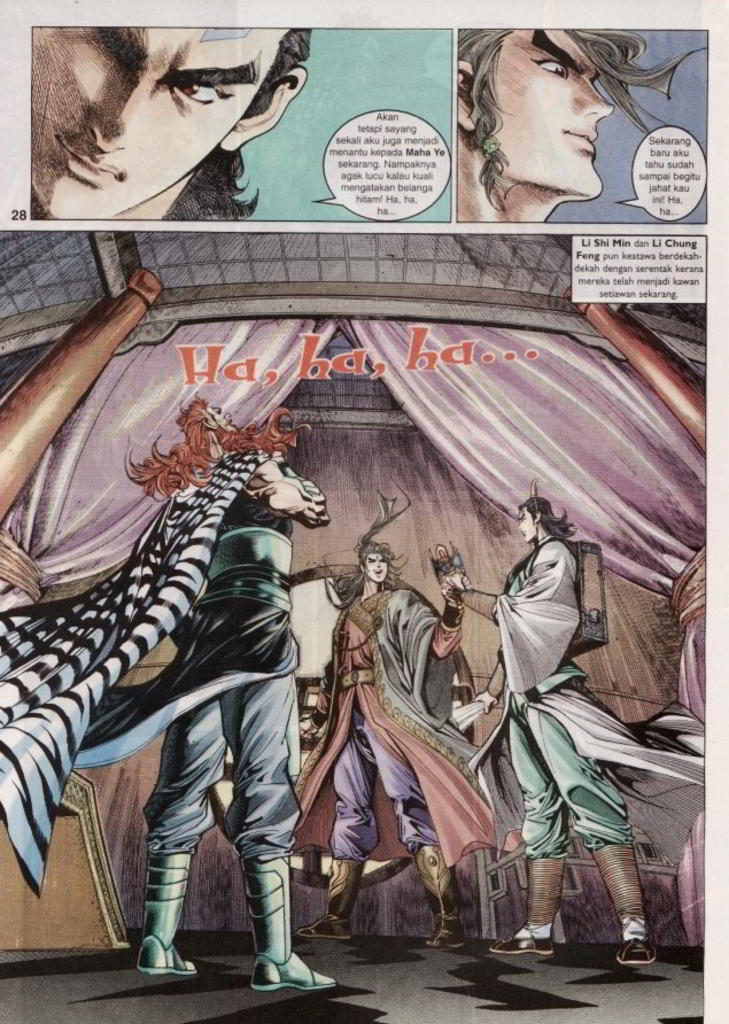 Akan
tetapi sayang
sekali aku juga menjadi
menantu kepada Maha Ye
sekarang. Nampaknya
agak lucu kalau kuali
mengatakan belanga
hitam! Ha, ha,
ha...
Sekarang
baru aku
tahu sudah
sampai begitu
jahat kau
ini! Ha,
ha...
28
Li Shi Min dan Li Chung
Feng pun keatawa berdekah-
dekah dengan serentak kerana
mereka telah menjadi kawan
setiawan sekarang.
Ha, ha, ha...